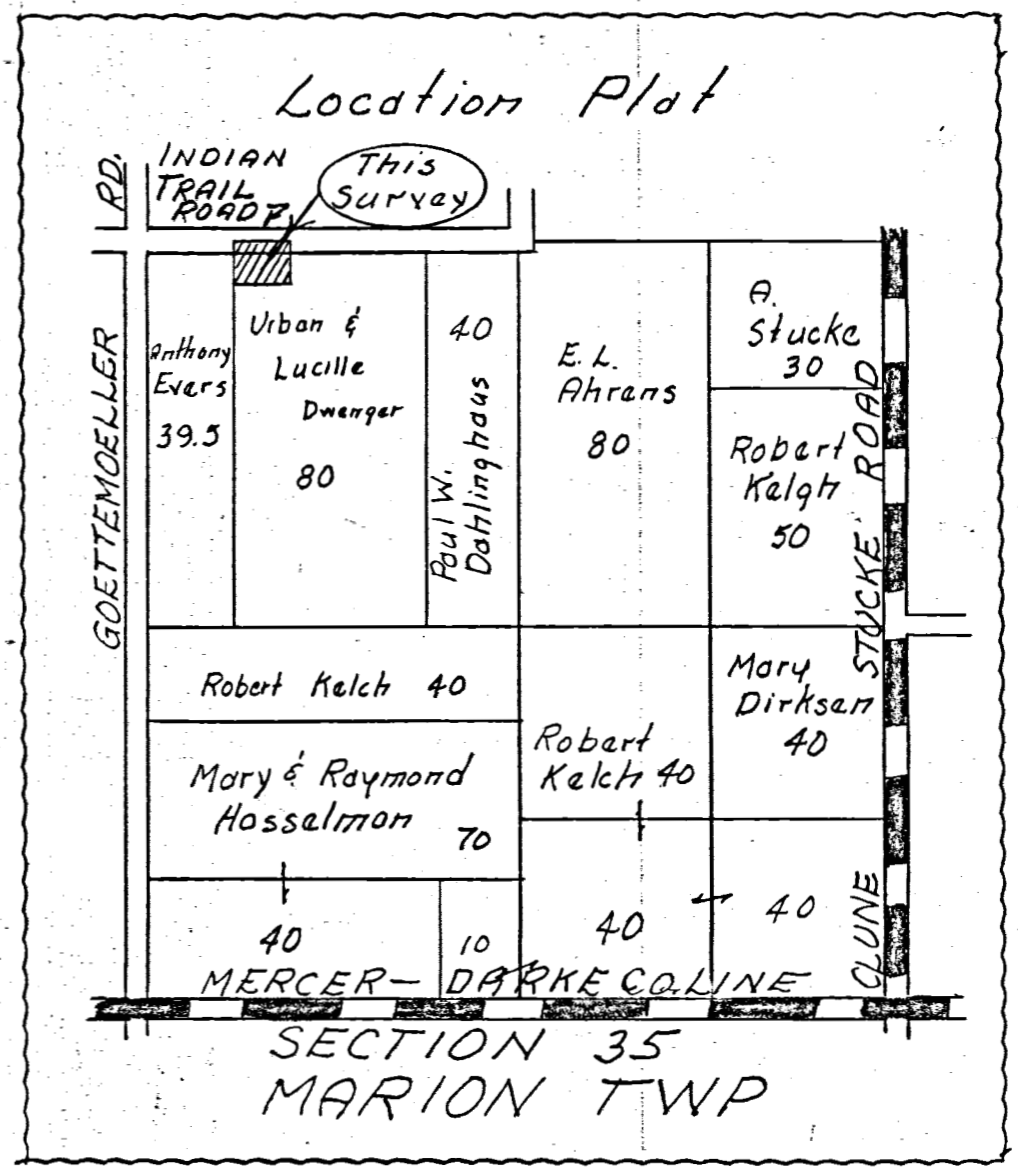 Location Plat
RD.
INDIAN
TRAIL
ROAD
This
Survey
GOETTEMOELLER
Anthony
Evers
39.5
Urban &
Lucille
Dwenger
80
40
Paul W.
Dahlinghaus
E. L.
Ahrens
80
A.
Stucke
30
Robert
Kelgh
50
STUCKE ROAD
Robert Kelch 40
Mary & Raymond
Hasselman
70
Robert
Kelch 40
Mary
Dirksen
40
40
10
40
40
CLUNE
MERCER - DARKE CO. LINE
SECTION 35
MARION TWP